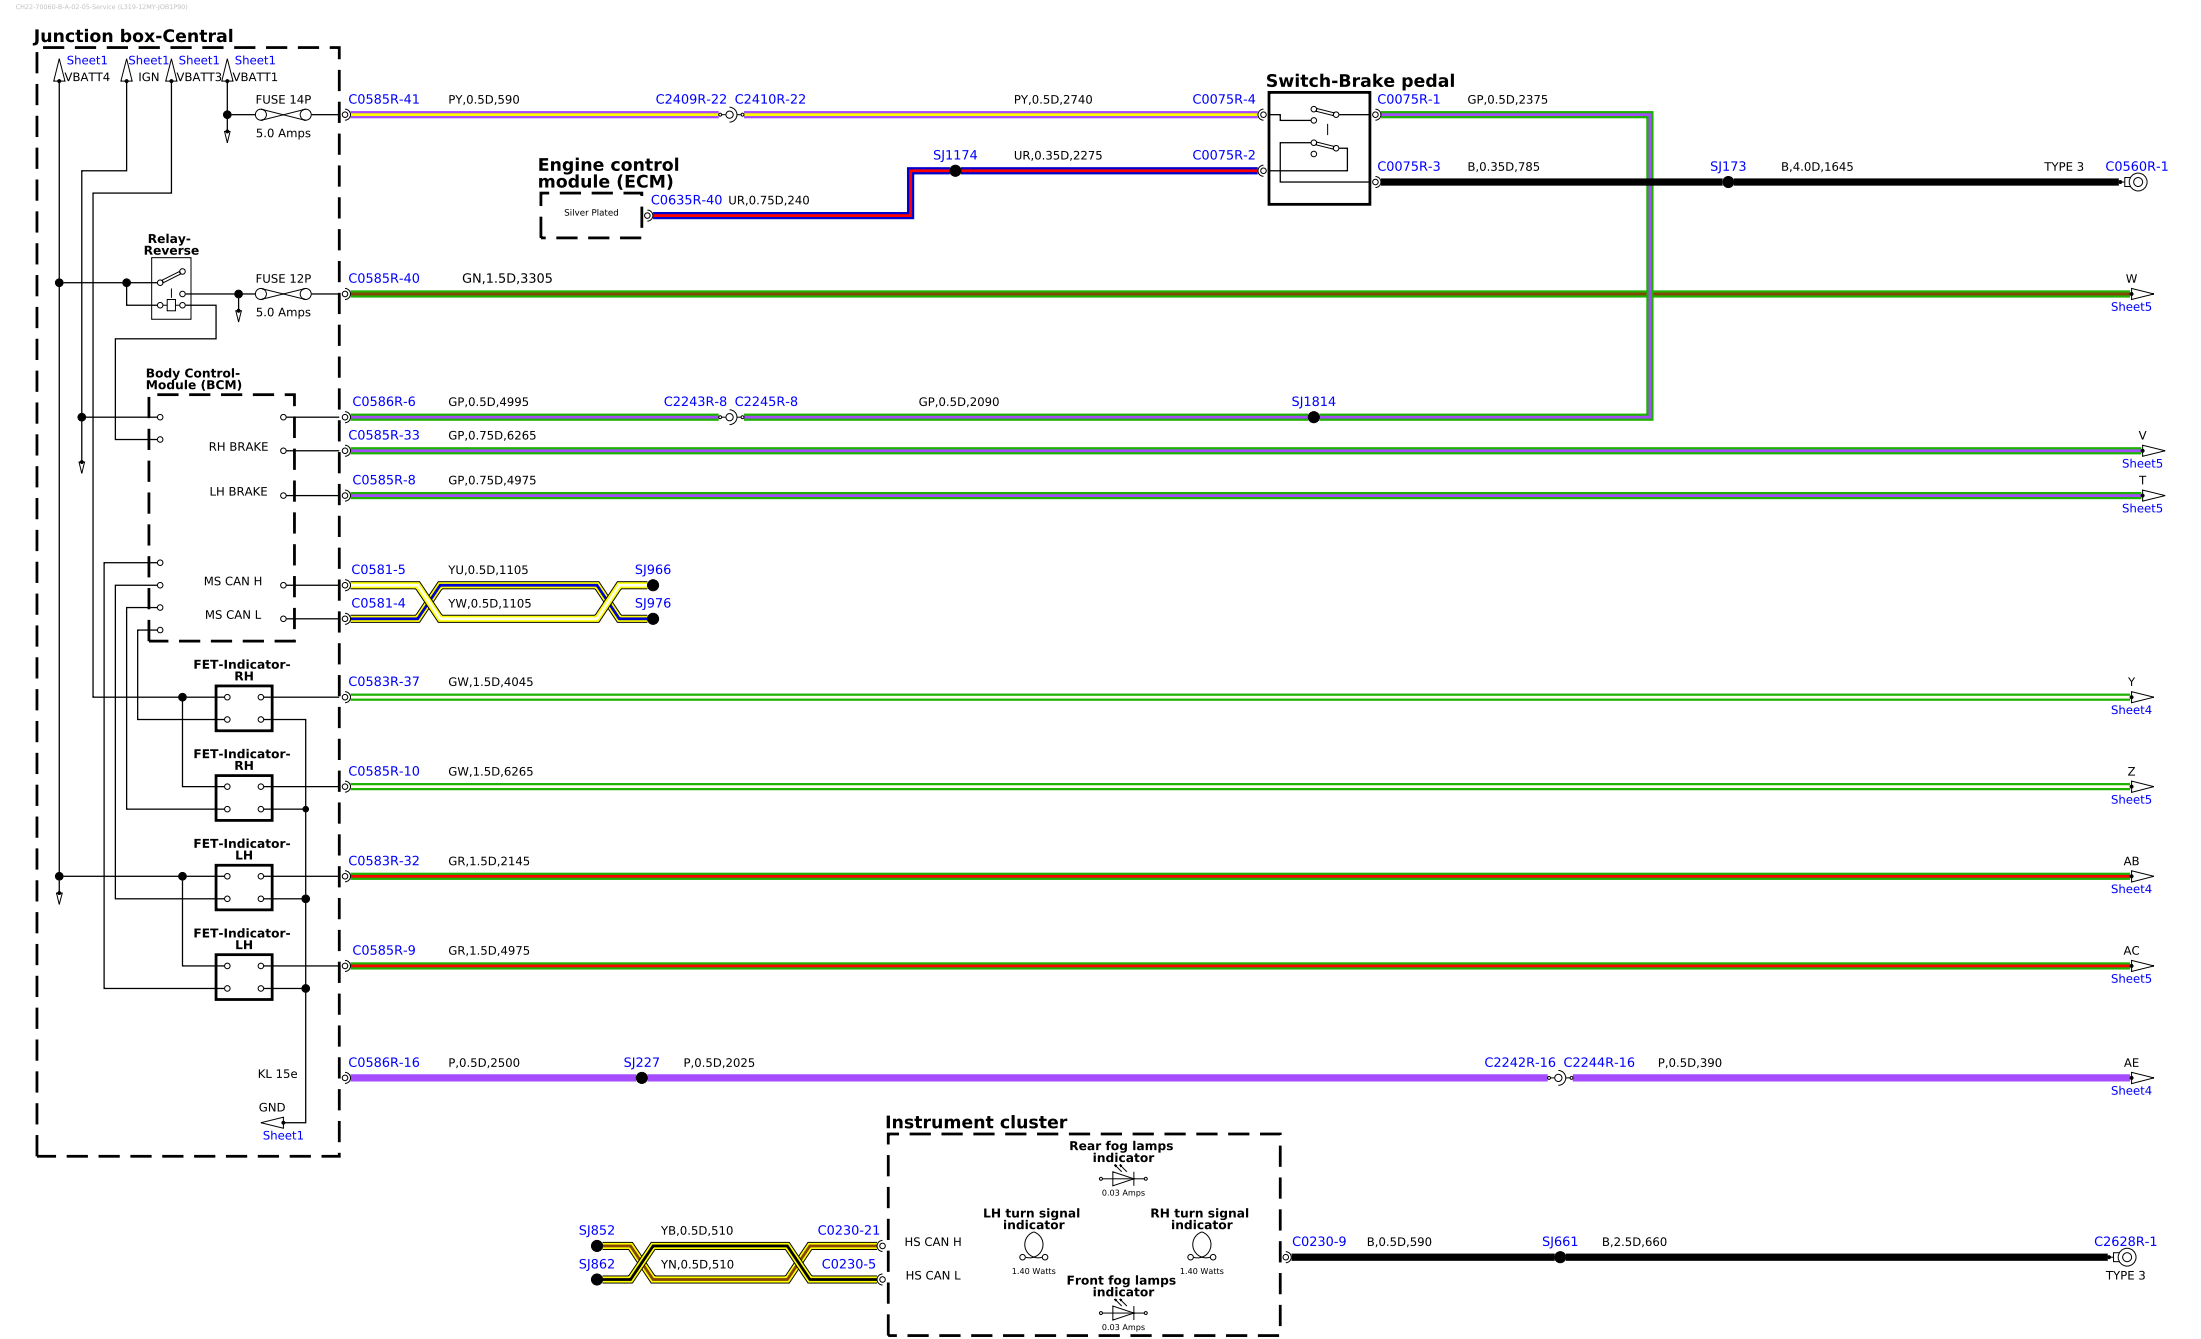 CH22-70060-B-A-02-05-Service (L319-12MY-JOB1P90)
Junction box-Central
Sheet1 Sheet1 Sheet1 Sheet1
VBATT4 IGN VBATT3 VBATT1
FUSE 14P
5.0 Amps
C0585R-41 PY,0.5D,590 C2409R-22 C2410R-22 PY,0.5D,2740 C0075R-4
Switch-Brake pedal
C0075R-1 GP,0.5D,2375
Engine control
module (ECM)
Silver Plated
C0635R-40 UR,0.75D,240
SJ1174 UR,0.35D,2275 C0075R-2
C0075R-3 B,0.35D,785 SJ173 B,4.0D,1645 TYPE 3 C0560R-1
Relay-
Reverse
FUSE 12P
5.0 Amps
C0585R-40 GN,1.5D,3305 W
Sheet5
Body Control-
Module (BCM)
C0586R-6 GP,0.5D,4995 C2243R-8 C2245R-8 GP,0.5D,2090 SJ1814
RH BRAKE
C0585R-33 GP,0.75D,6265 V
Sheet5
LH BRAKE
C0585R-8 GP,0.75D,4975 T
Sheet5
MS CAN H
C0581-5 YU,0.5D,1105 SJ966
MS CAN L
C0581-4 YW,0.5D,1105 SJ976
FET-Indicator-
RH
C0583R-37 GW,1.5D,4045 Y
Sheet4
FET-Indicator-
RH
C0585R-10 GW,1.5D,6265 Z
Sheet5
FET-Indicator-
LH
C0583R-32 GR,1.5D,2145 AB
Sheet4
FET-Indicator-
LH
C0585R-9 GR,1.5D,4975 AC
Sheet5
KL 15e
C0586R-16 P,0.5D,2500 SJ227 P,0.5D,2025 C2242R-16 C2244R-16 P,0.5D,390 AE
Sheet4
GND
Sheet1
Instrument cluster
Rear fog lamps
indicator
0.03 Amps
LH turn signal
indicator
1.40 Watts
RH turn signal
indicator
1.40 Watts
Front fog lamps
indicator
0.03 Amps
SJ852 YB,0.5D,510 C0230-21 HS CAN H
SJ862 YN,0.5D,510 C0230-5 HS CAN L
C0230-9 B,0.5D,590 SJ661 B,2.5D,660 C2628R-1
TYPE 3